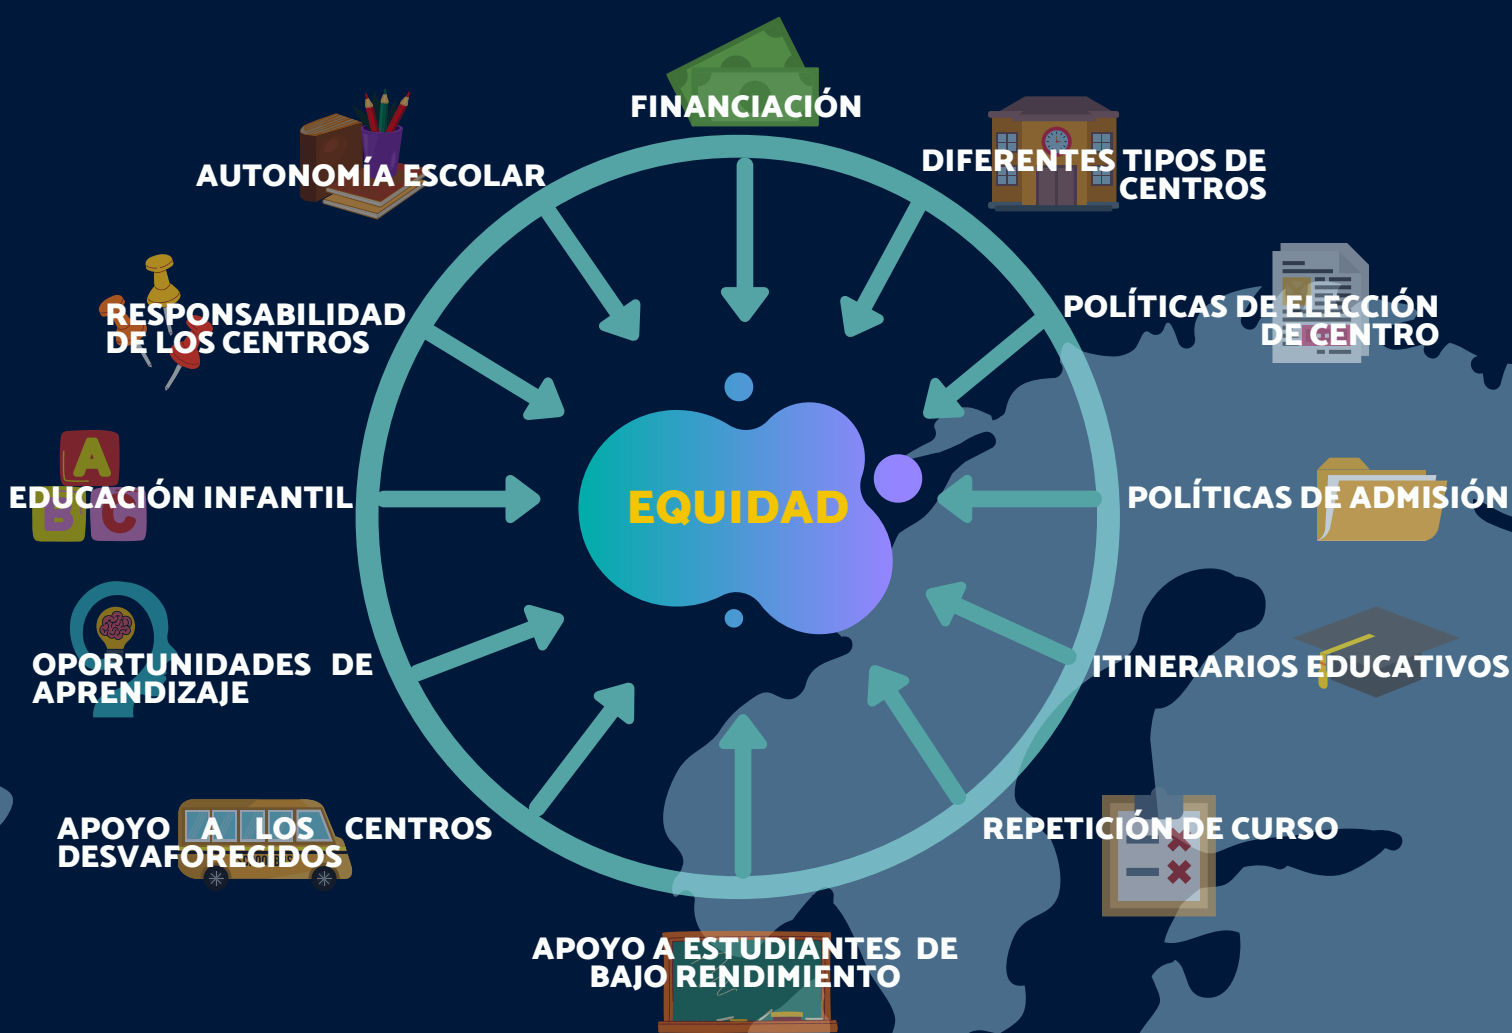 FINANCIACIÓN
DIFERENTES TIPOS DE
CENTROS
POLÍTICAS DE ELECCIÓN
DE CENTRO
POLÍTICAS DE ADMISIÓN
ITINERARIOS EDUCATIVOS
REPETICIÓN DE CURSO
APOYO A ESTUDIANTES DE
BAJO RENDIMIENTO
APOYO A LOS CENTROS
DESVAFORECIDOS
OPORTUNIDADES DE
APRENDIZAJE
EDUCACIÓN INFANTIL
A
B C
RESPONSABILIDAD
DE LOS CENTROS
AUTONOMÍA ESCOLAR
EQUIDAD